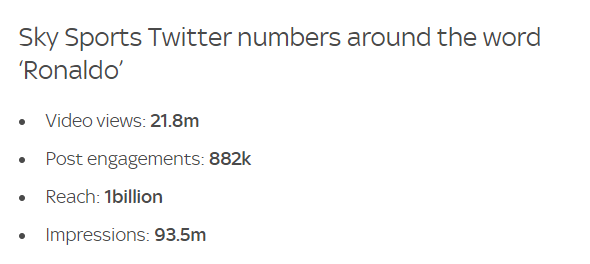 Sky Sports Twitter numbers around the word
‘Ronaldo’
• Video views: 21.8m
• Post engagements: 882k
• Reach: 1billion
• Impressions: 93.5m